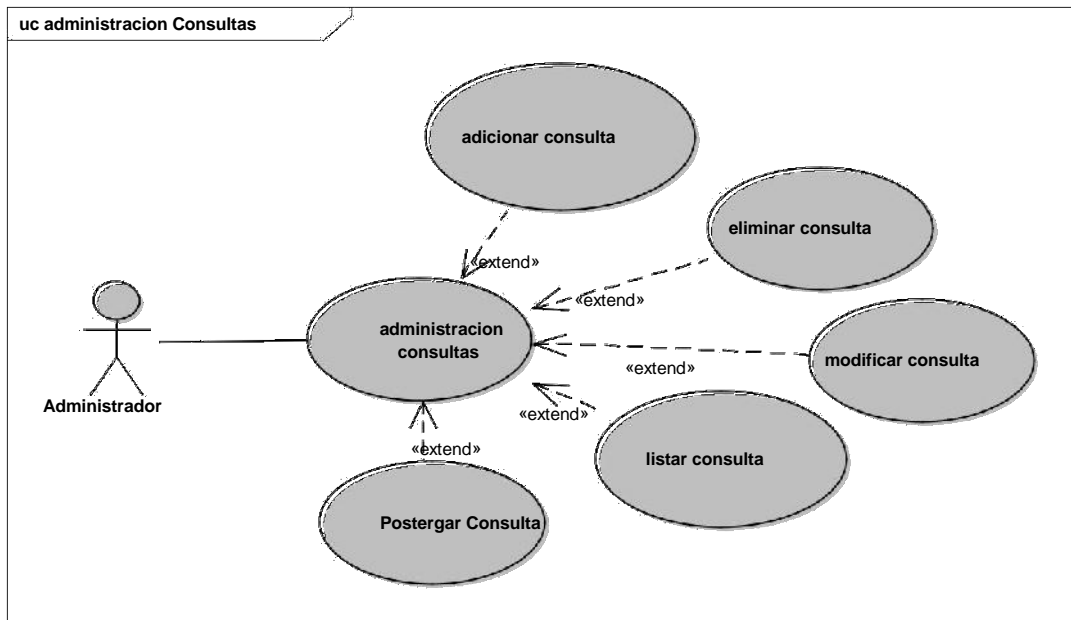 uc administracion Consultas
adicionar consulta
eliminar consulta
«extend»
«extend»
administracion
consultas
modificar consulta
«extend»
Administrador
«extend»
«extend»
listar consulta
Postergar Consulta